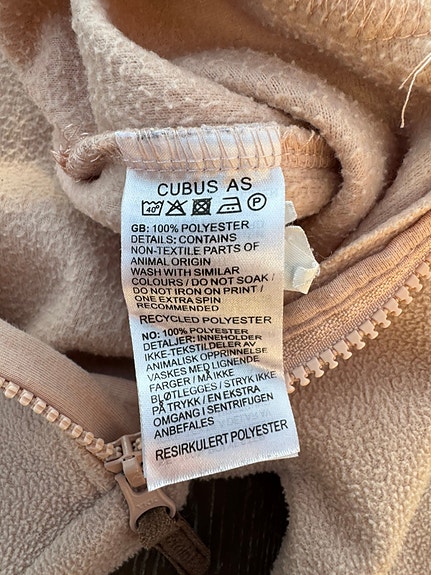 CUBUS AS
40° P
GB: 100% POLYESTER
DETAILS: CONTAINS
NON-TEXTILE PARTS OF
ANIMAL ORIGIN
WASH WITH SIMILAR
COLOURS / DO NOT SOAK /
DO NOT IRON ON PRINT /
ONE EXTRA SPIN
RECOMMENDED
RECYCLED POLYESTER
NO: 100% POLYESTER
DETALJER: INNEHOLDER
IKKE-TEKSTILDELER AV
ANIMALISK OPPRINNELSE
VASKES MED LIGNENDE
FARGER / MÅ IKKE
BLØTLEGGES / STRYK IKKE
PÅ TRYKK / EN EKSTRA
OMGANG I SENTRIFUGEN
ANBEFALES
RESIRKULERT POLYESTER